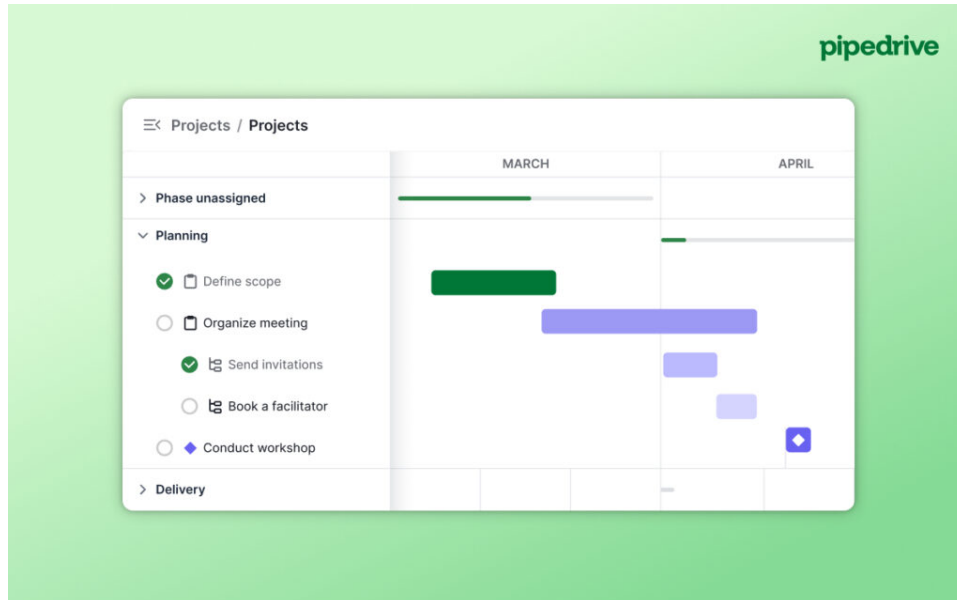 pipedrive
Projects / Projects
MARCH APRIL
Phase unassigned
Planning
Define scope
Organize meeting
Send invitations
Book a facilitator
Conduct workshop
Delivery